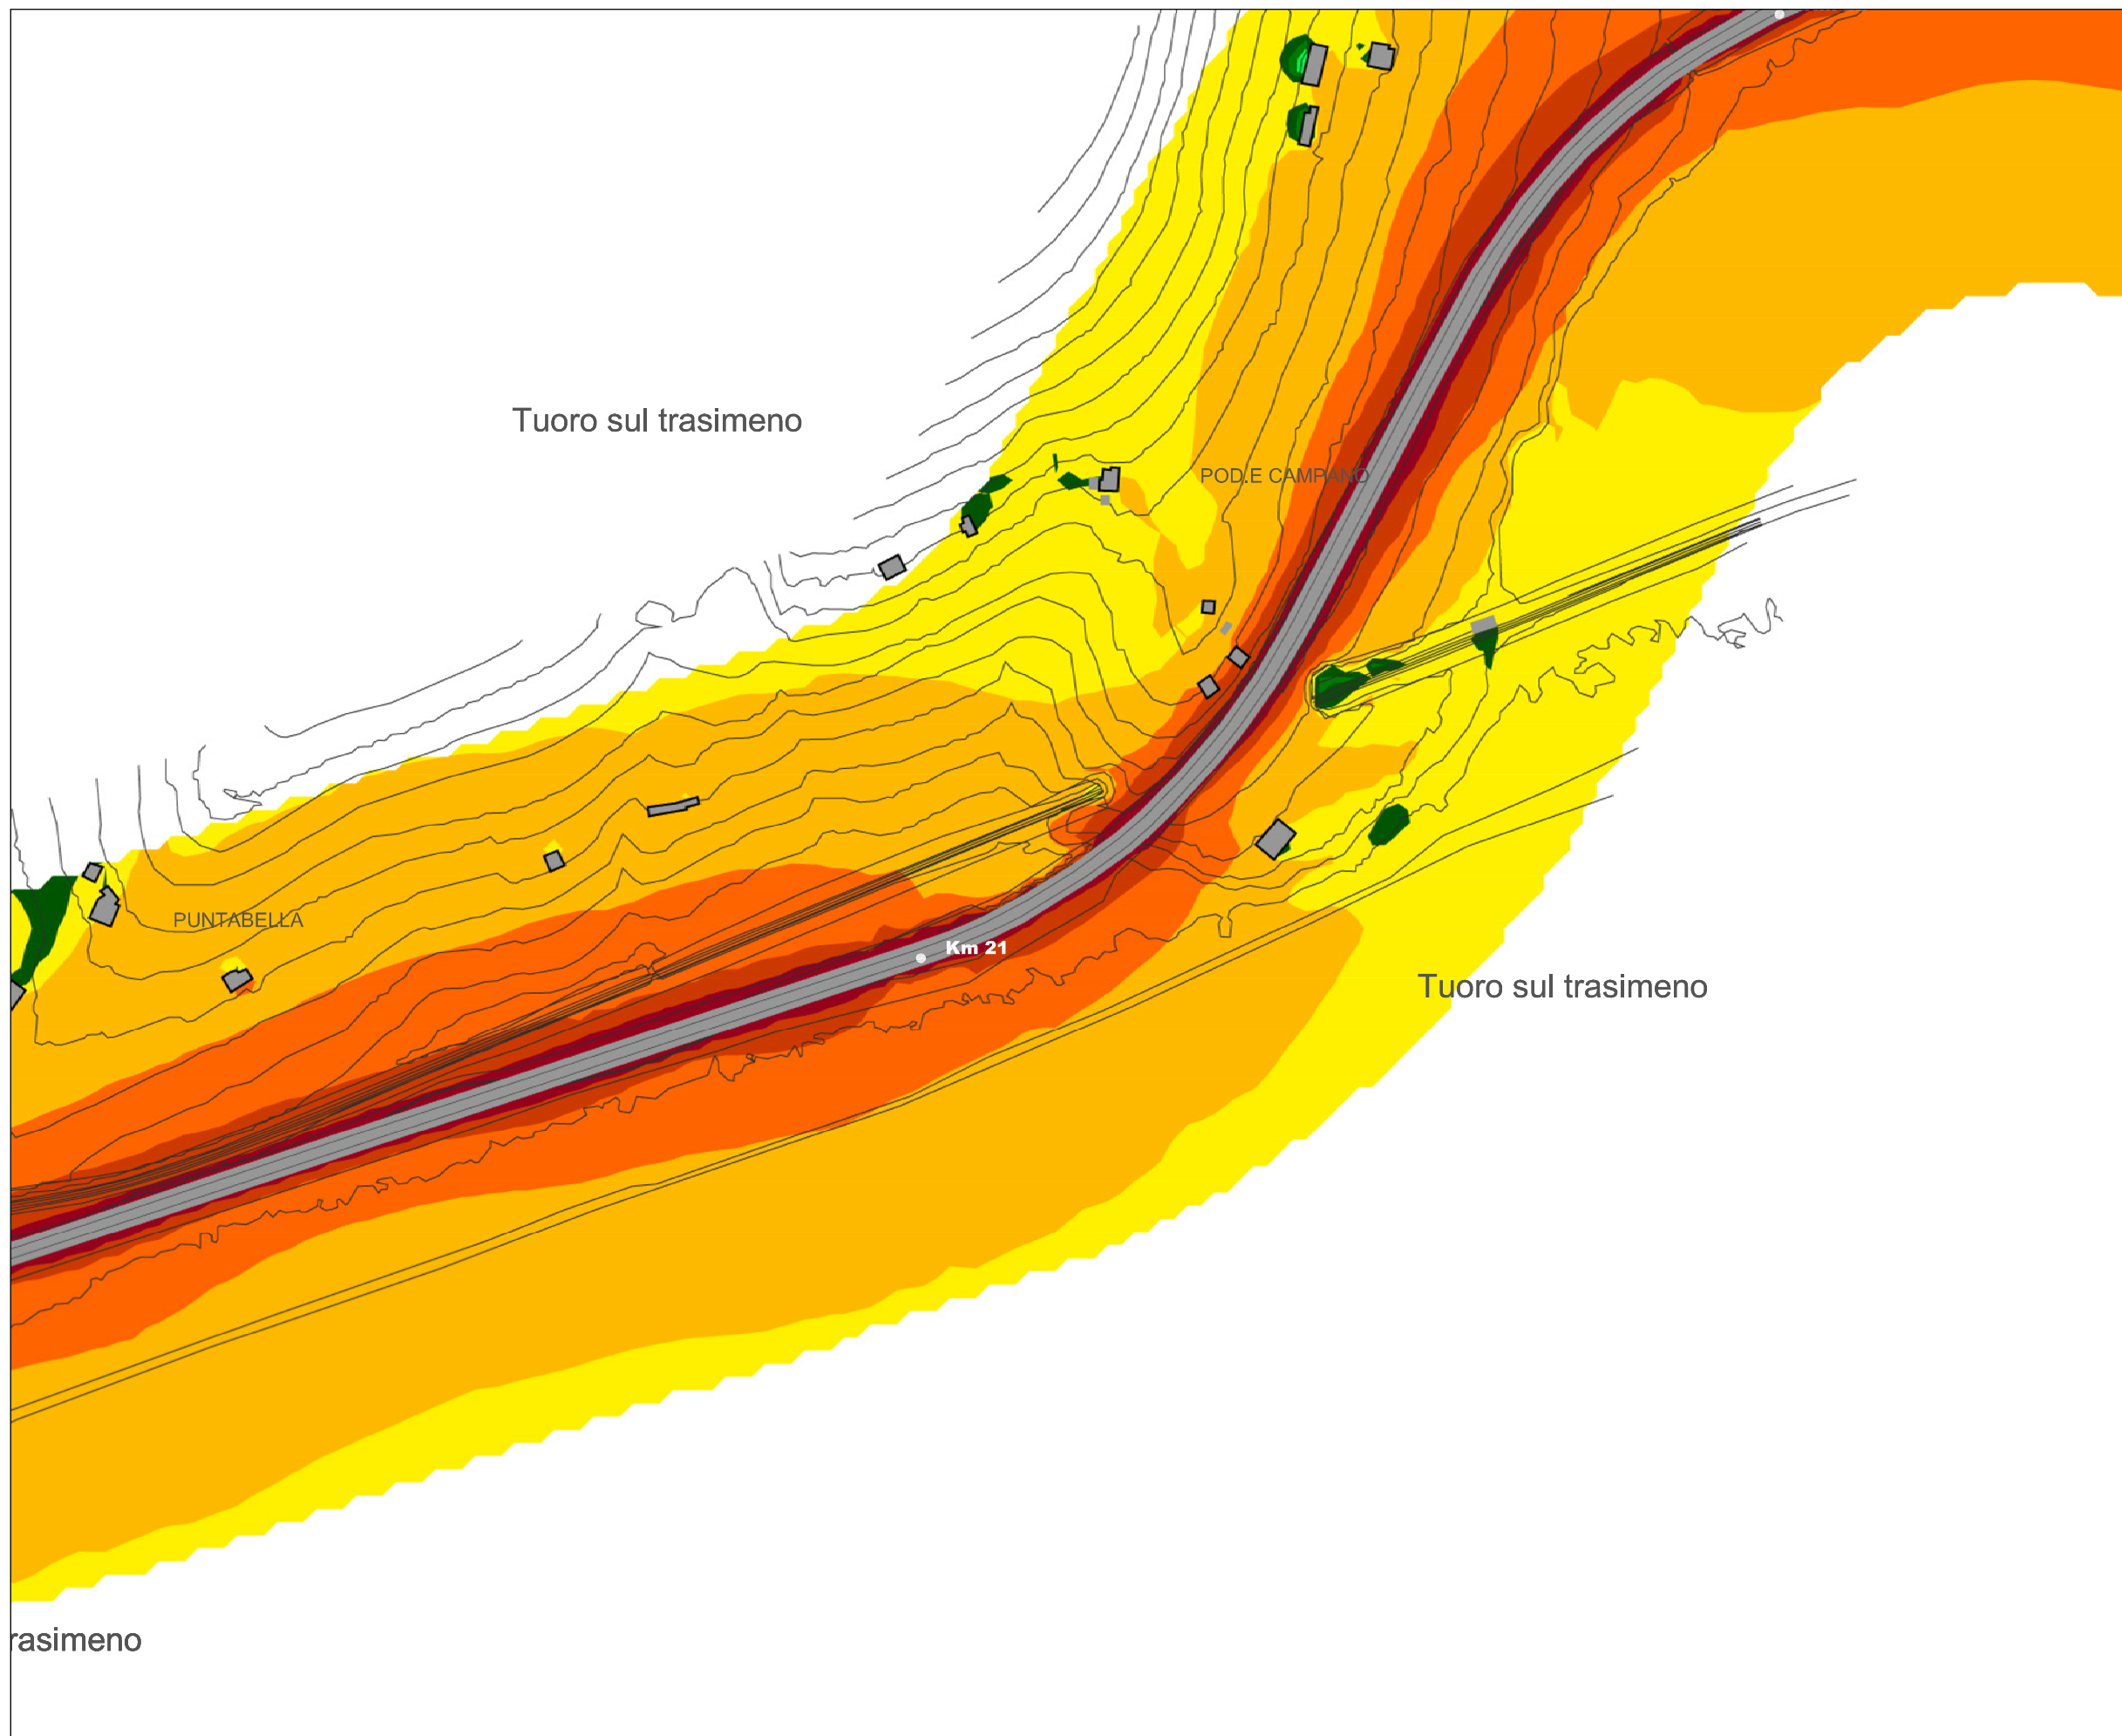 Tuoro sul trasimeno
POD.E CAMPANO
PUNTABELLA
Km 21
Tuoro sul trasimeno
rasimeno